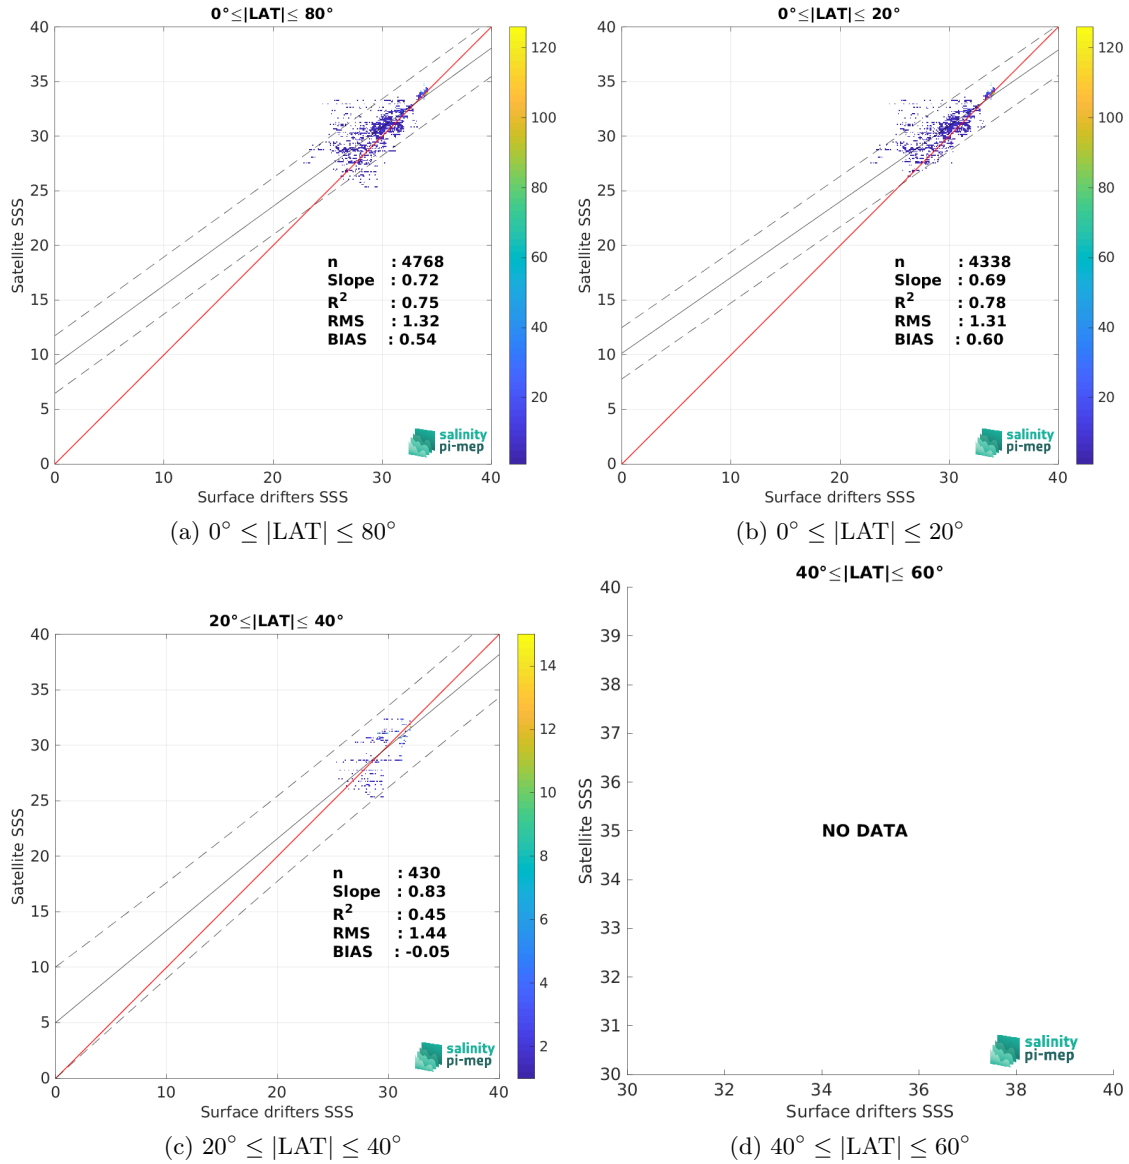 0°≤|LAT|≤ 80°
Satellite SSS
40
35
30
25
20
15
10
5
0
0 10 20 30 40
Surface drifters SSS
120
100
80
60
40
20
n : 4768
Slope : 0.72
R² : 0.75
RMS : 1.32
BIAS : 0.54
salinity
pi-mep
(a) 0° ≤ |LAT| ≤ 80°
0°≤|LAT|≤ 20°
Satellite SSS
40
35
30
25
20
15
10
5
0
0 10 20 30 40
Surface drifters SSS
120
100
80
60
40
20
n : 4338
Slope : 0.69
R² : 0.78
RMS : 1.31
BIAS : 0.60
salinity
pi-mep
(b) 0° ≤ |LAT| ≤ 20°
20°≤|LAT|≤ 40°
Satellite SSS
40
35
30
25
20
15
10
5
0
0 10 20 30 40
Surface drifters SSS
14
12
10
8
6
4
2
n : 430
Slope : 0.83
R² : 0.45
RMS : 1.44
BIAS : -0.05
salinity
pi-mep
(c) 20° ≤ |LAT| ≤ 40°
40°≤|LAT|≤ 60°
Satellite SSS
40
39
38
37
36
35
34
33
32
31
30
30 32 34 36 38 40
Surface drifters SSS
NO DATA
salinity
pi-mep
(d) 40° ≤ |LAT| ≤ 60°